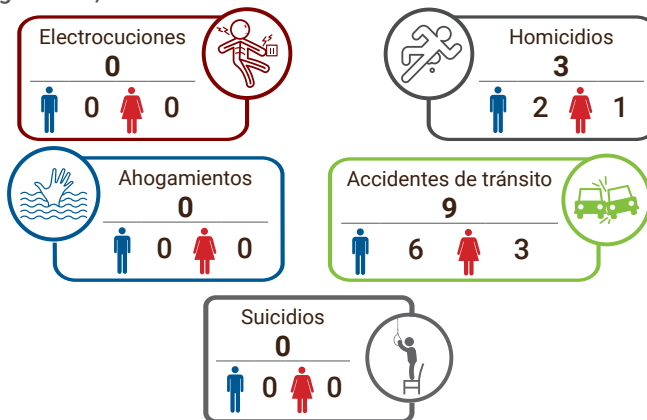 Electrocuciones
0
0 0
Homicidios
3
2 1
Ahogamientos
0
0 0
Accidentes de tránsito
9
6 3
Suicidios
0
0 0